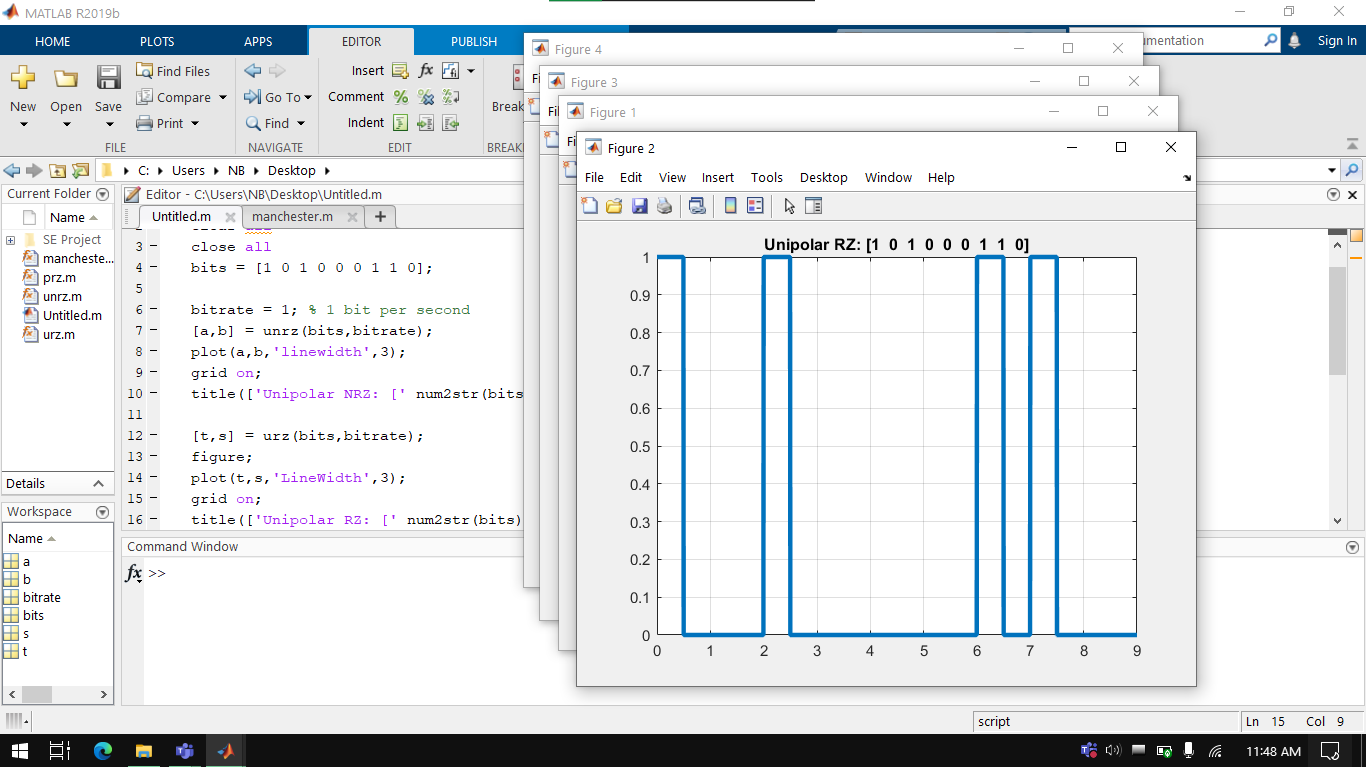 MATLAB R2019b
HOME PLOTS APPS EDITOR PUBLISH
umentation
Sign In
New Open Save
Find Files
Compare
Print
FILE
Go To
Find
NAVIGATE
Insert
fx
Comment
Indent
EDIT
Break
BREAK
C: Users NB Desktop
Current Folder
Name
SE Project
mancheste...
prz.m
unrz.m
Untitled.m
urz.m
Details
Workspace
Name
a
b
bitrate
bits
s
t
Editor - C:\Users\NB\Desktop\Untitled.m
Untitled.m manchester.m +
3 close all
4 bits = [1 0 1 0 0 0 1 1 0];
5
6 bitrate = 1; % 1 bit per second
7 [a,b] = unrz(bits,bitrate);
8 plot(a,b,'linewidth',3);
9 grid on;
10 title(['Unipolar NRZ: [' num2str(bits
11
12 [t,s] = urz(bits,bitrate);
13 figure;
14 plot(t,s,'LineWidth',3);
15 grid on;
16 title(['Unipolar RZ: [' num2str(bits)
Command Window
fx >>
Figure 4
Figure 3
Figure 1
Figure 2
File Edit View Insert Tools Desktop Window Help
Unipolar RZ: [1 0 1 0 0 0 1 1 0]
1
0.9
0.8
0.7
0.6
0.5
0.4
0.3
0.2
0.1
0
0 1 2 3 4 5 6 7 8 9
script
Ln 15 Col 9
11:48 AM